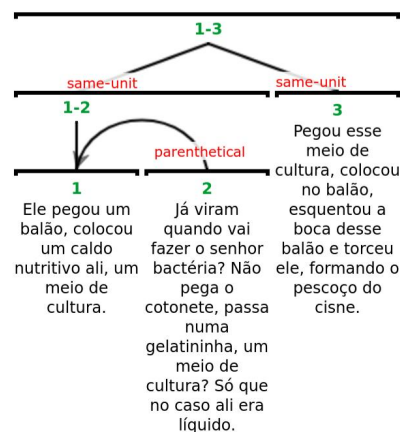 1-3
same-unit
same-unit
1-2
3
parenthetical
1
2
Ele pegou um
balão, colocou
um caldo
nutritivo ali, um
meio de
cultura.
Já viram
quando vai
fazer o senhor
bactéria? Não
pega o
cotonete, passa
numa
gelatininha, um
meio de
cultura? Só que
no caso ali era
líquido.
Pegou esse
meio de
cultura, colocou
no balão,
esquentou a
boca desse
balão e torceu
ele, formando o
pescoço do
cisne.